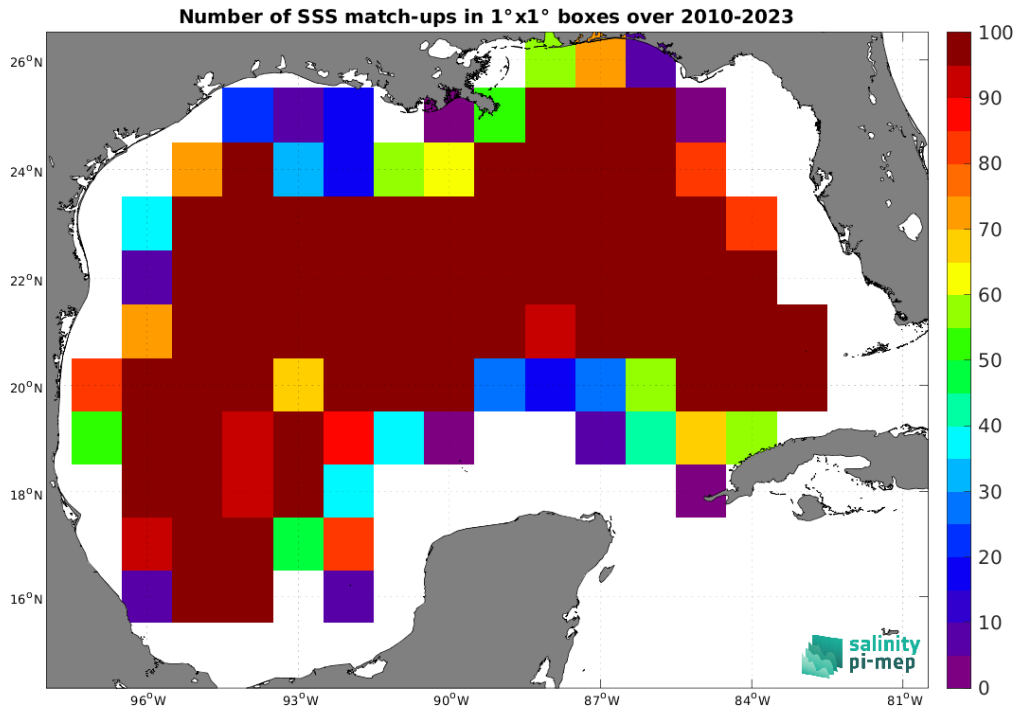 Number of SSS match-ups in 1°x1° boxes over 2010-2023
26°N
24°N
22°N
20°N
18°N
16°N
96°W
93°W
90°W
87°W
84°W
81°W
100
90
80
70
60
50
40
30
20
10
0
salinity
pi-mep